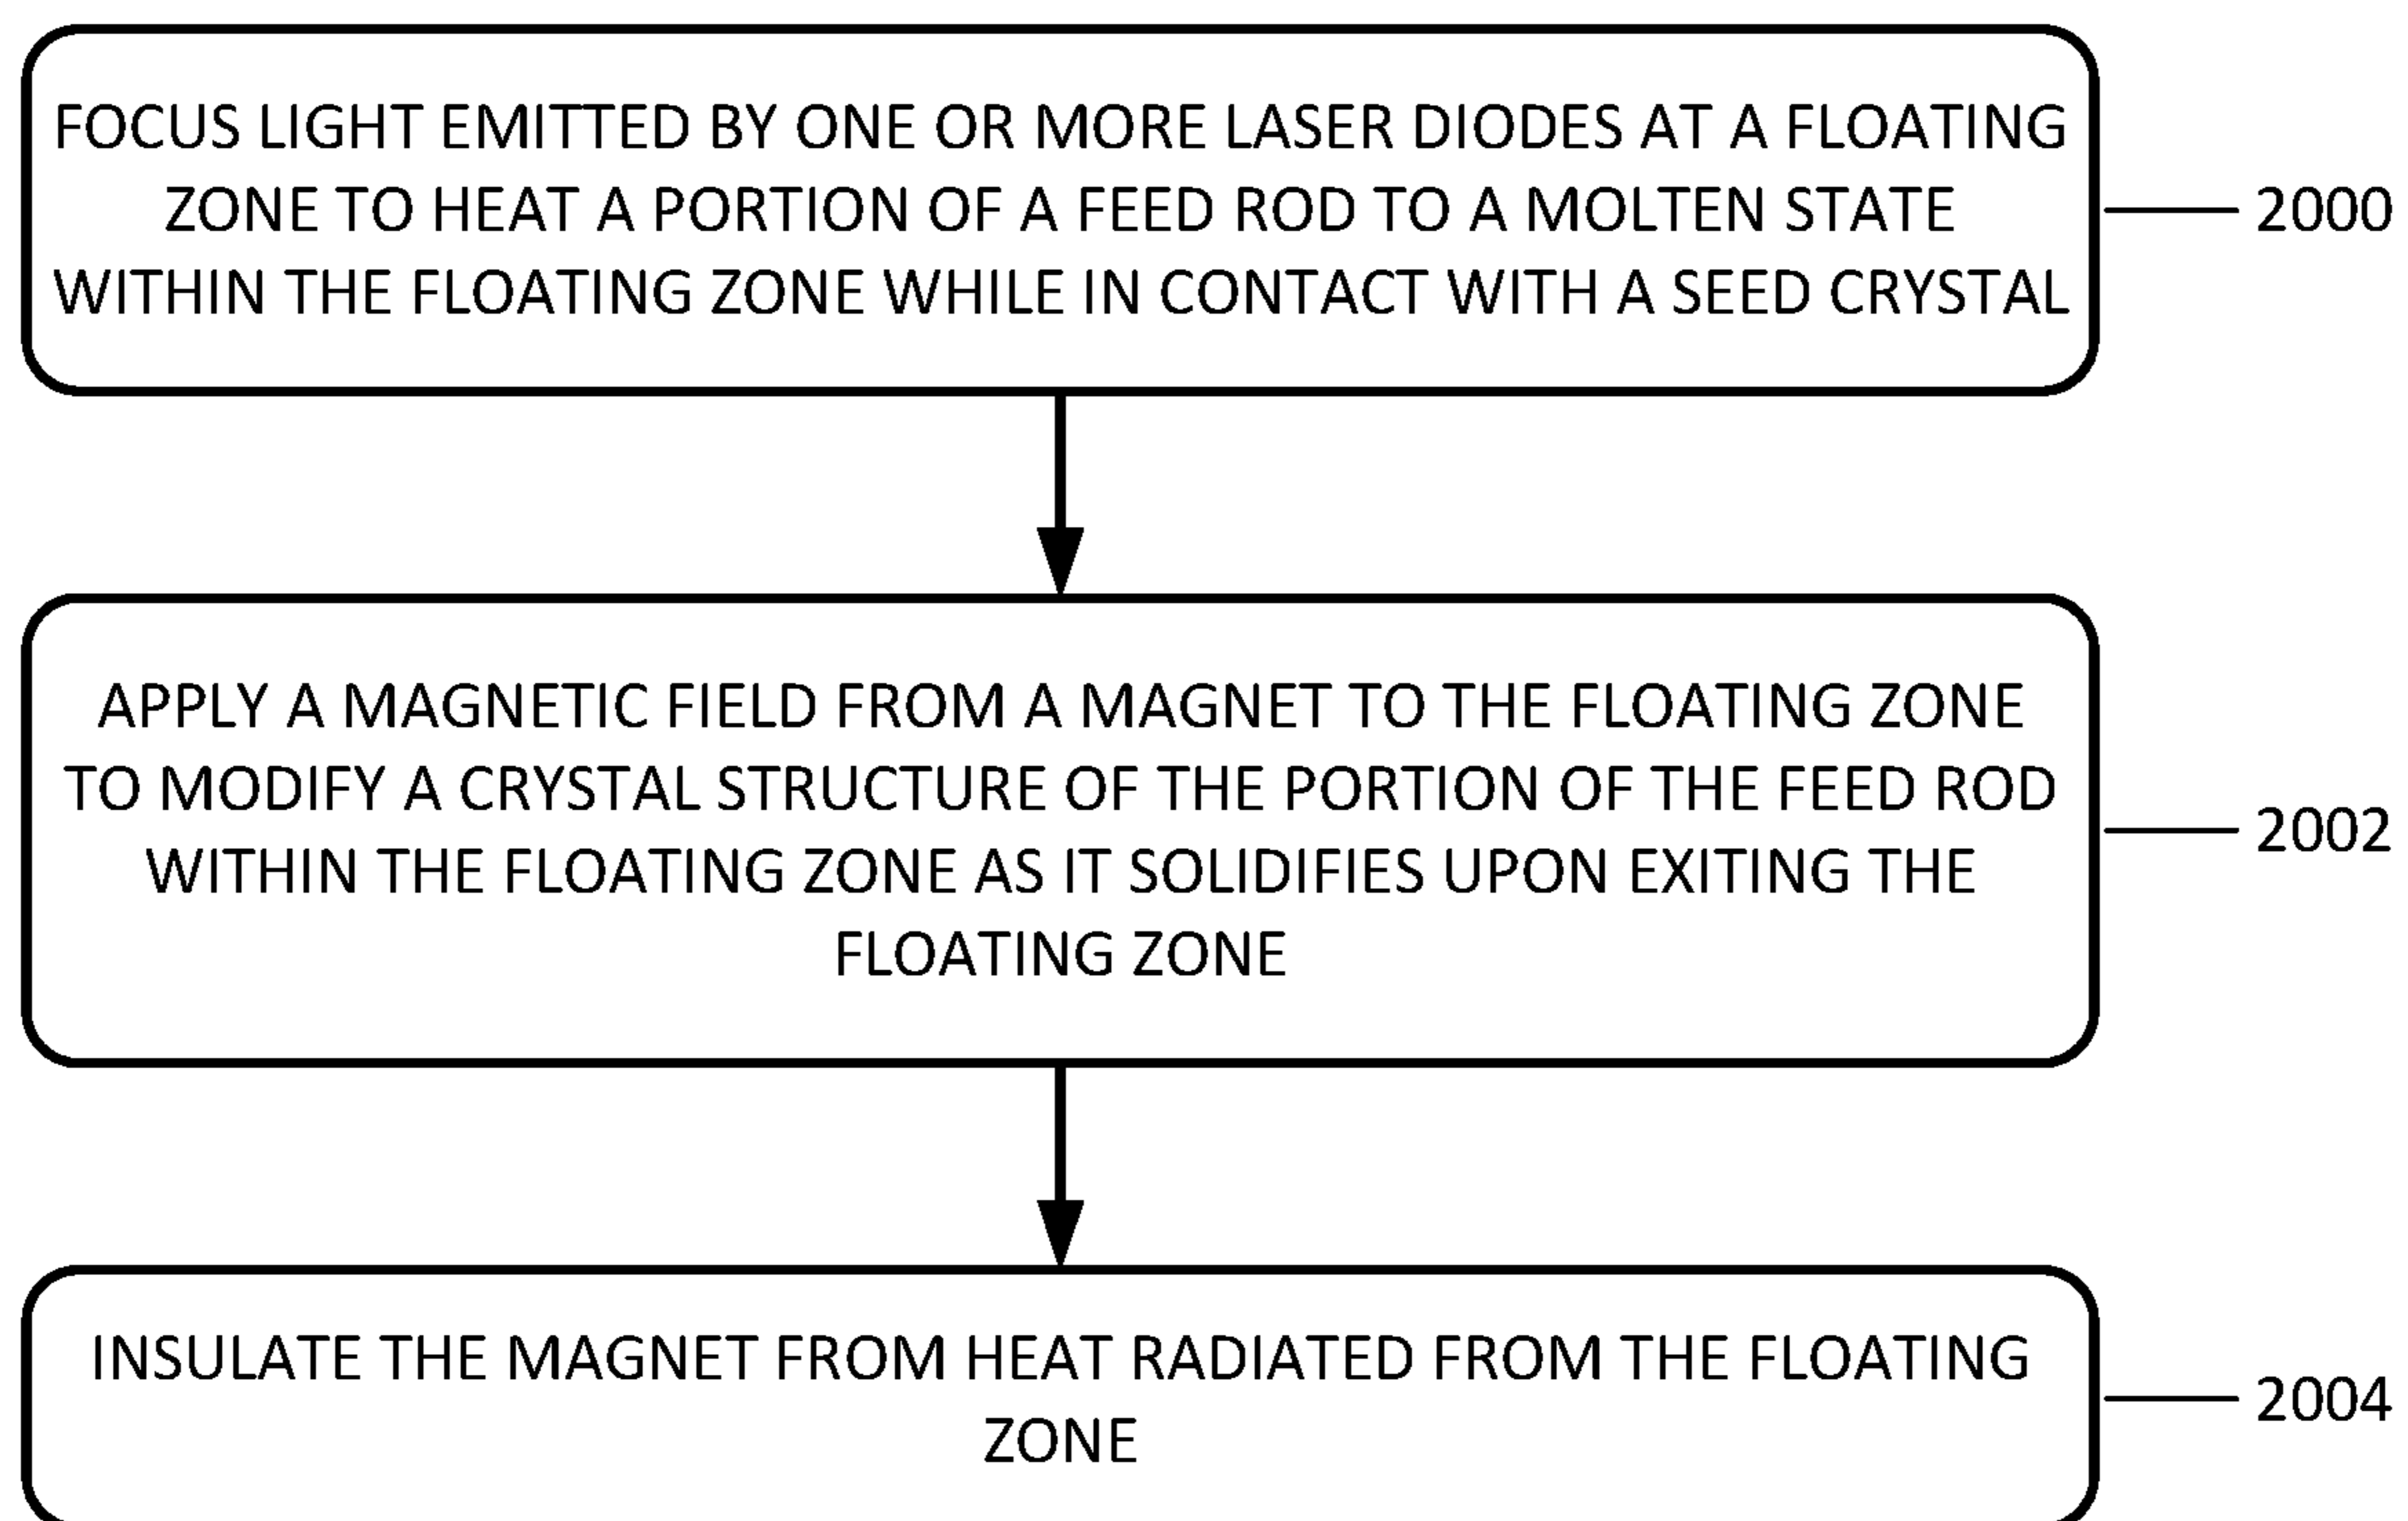 FOCUS LIGHT EMITTED BY ONE OR MORE LASER DIODES AT A FLOATING
ZONE TO HEAT A PORTION OF A FEED ROD TO A MOLTEN STATE
WITHIN THE FLOATING ZONE WHILE IN CONTACT WITH A SEED CRYSTAL
2000
APPLY A MAGNETIC FIELD FROM A MAGNET TO THE FLOATING ZONE
TO MODIFY A CRYSTAL STRUCTURE OF THE PORTION OF THE FEED ROD
WITHIN THE FLOATING ZONE AS IT SOLIDIFIES UPON EXITING THE
FLOATING ZONE
2002
INSULATE THE MAGNET FROM HEAT RADIATED FROM THE FLOATING
ZONE
2004